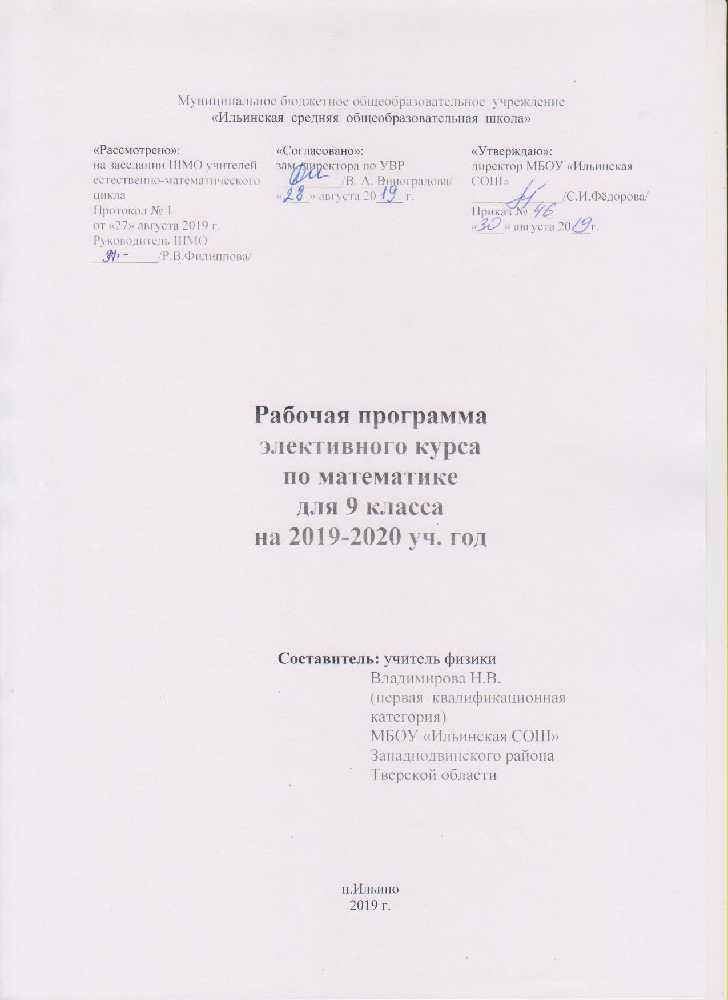 Муниципальное бюджетное общеобразовательное учреждение
«Ильинская средняя общеобразовательная школа»
«Рассмотрено»:
на заседании ШМО учителей
естественно-математического
цикла
Протокол № 1
от «27» августа 2019 г.
Руководитель ШМО
__________/Р.В.Филиппова/
«Согласовано»:
зам. директора по УВР
__________/В. А. Виноградова/
«28» августа 2019 г.
«Утверждаю»:
директор МБОУ «Ильинская
СОШ»
______________/С.И.Фёдорова/
Приказ № 46
«30» августа 2019 г.
Рабочая программа
элективного курса
по математике
для 9 класса
на 2019-2020 уч. год
Составитель: учитель физики
Владимирова Н.В.
(первая квалификационная
категория)
МБОУ «Ильинская СОШ»
Западнодвинского района
Тверской области
п.Ильино
2019 г.